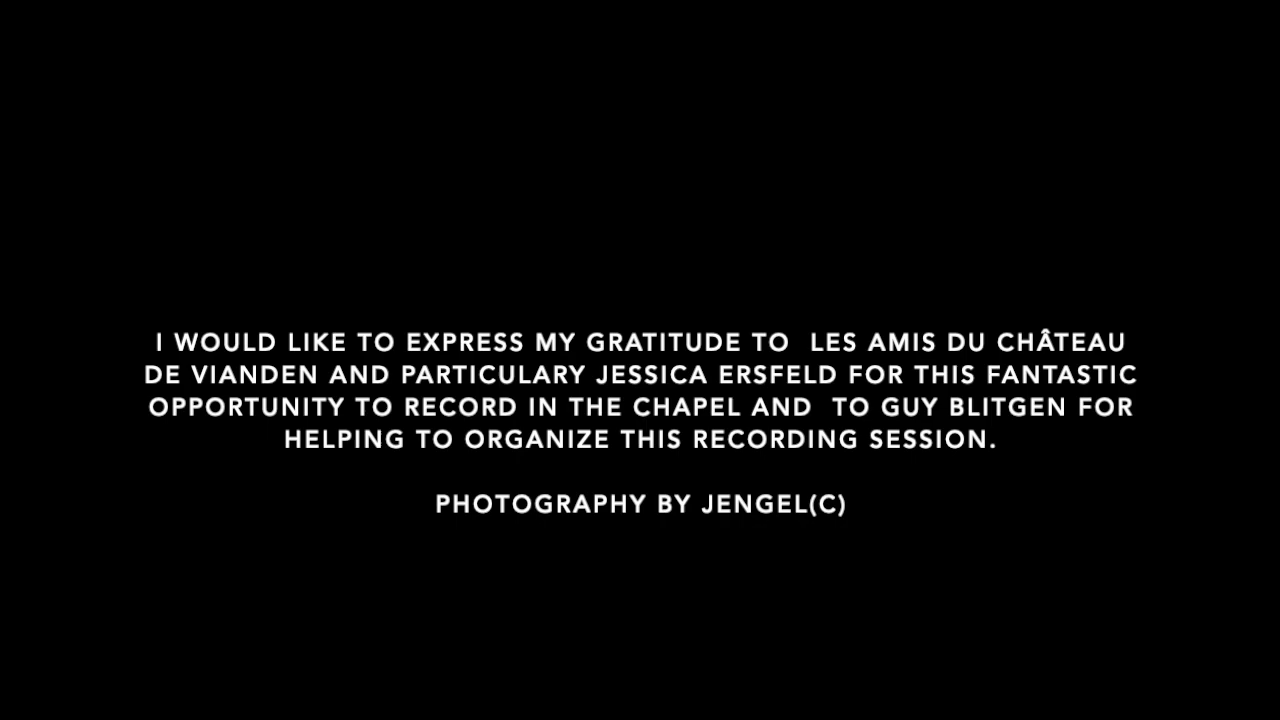 I WOULD LIKE TO EXPRESS MY GRATITUDE TO  LES AMIS DU CHÂTEAU
DE VIANDEN AND PARTICULARY JESSICA ERSFELD FOR THIS FANTASTIC
OPPORTUNITY TO RECORD IN THE CHAPEL AND  TO GUY BLITGEN FOR
HELPING TO ORGANIZE THIS RECORDING SESSION.
PHOTOGRAPHY BY JENGEL(C)